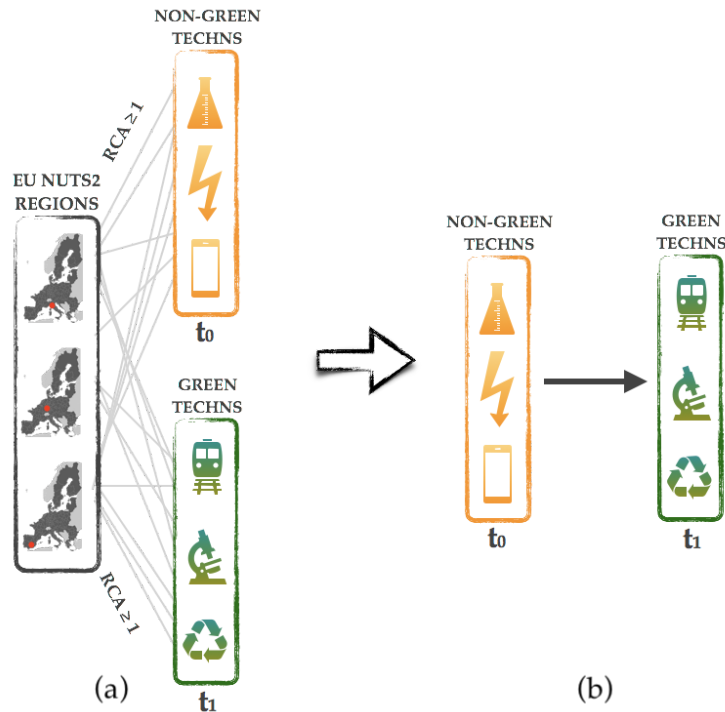 NON-GREEN
TECHNS
RCA ≥ 1
EU NUTS2
REGIONS
t₀
GREEN
TECHNS
RCA ≥ 1
t₁
(a)
NON-GREEN
TECHNS
t₀
GREEN
TECHNS
t₁
(b)